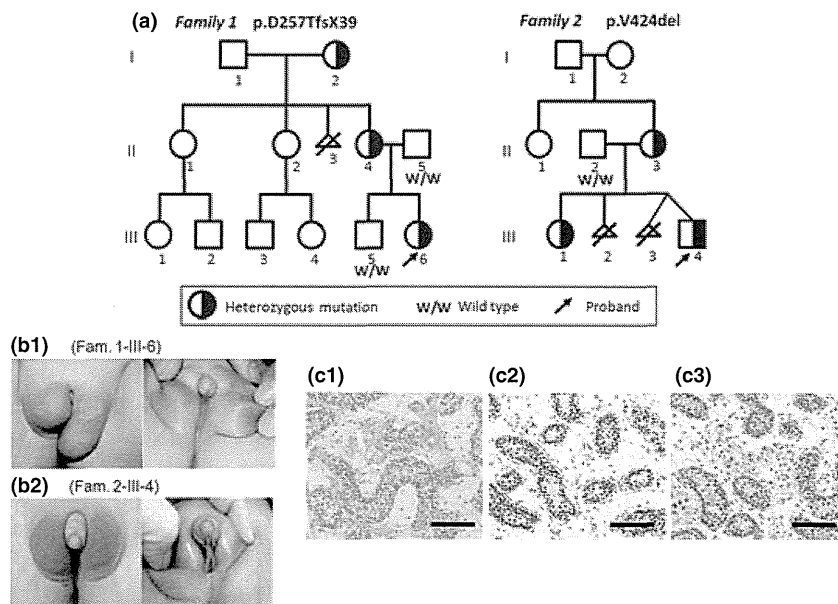 (a) Family 1 p.D257TfsX39 Family 2 p.V424del
I
1 2
I
1 2
II
1 2 3 4 5
W/W
II
1 2 3
W/W
III
1 2 3 4 5 6
W/W
III
1 2 3 4
Heterozygous mutation W/W Wild type Proband
(b1) (Fam. 1-III-6)
(b2) (Fam. 2-III-4)
(c1) (c2) (c3)